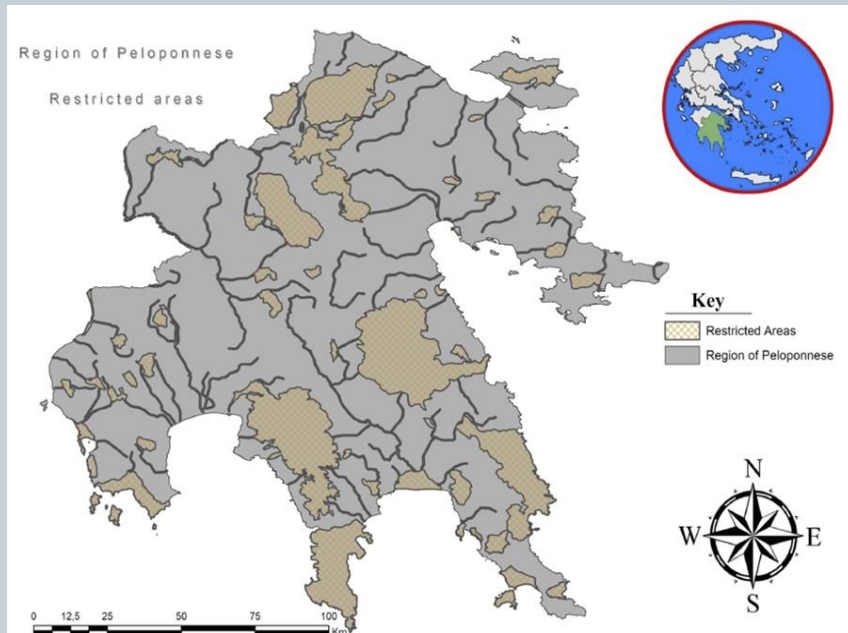 Region of Peloponnese
Restricted areas
Key
Restricted Areas
Region of Peloponnese
N
W E
S
0 12,5 25 50 75 100
Km